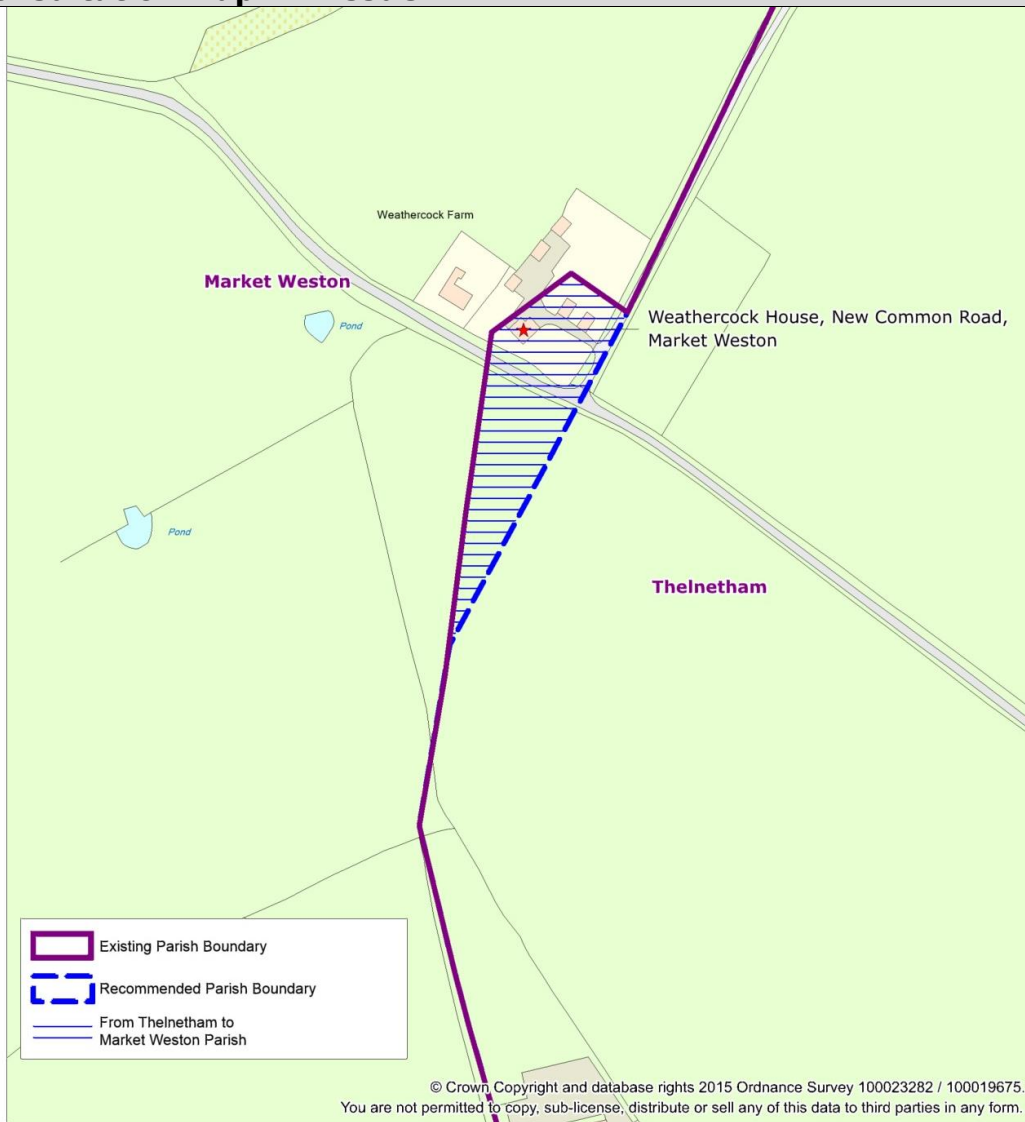 Weathercock Farm
Market Weston
Pond
Weathercock House, New Common Road,
Market Weston
Pond
Thelnetham
Existing Parish Boundary
Recommended Parish Boundary
From Thelnetham to
Market Weston Parish
© Crown Copyright and database rights 2015 Ordnance Survey 100023282 / 100019675.
You are not permitted to copy, sub-license, distribute or sell any of this data to third parties in any form.